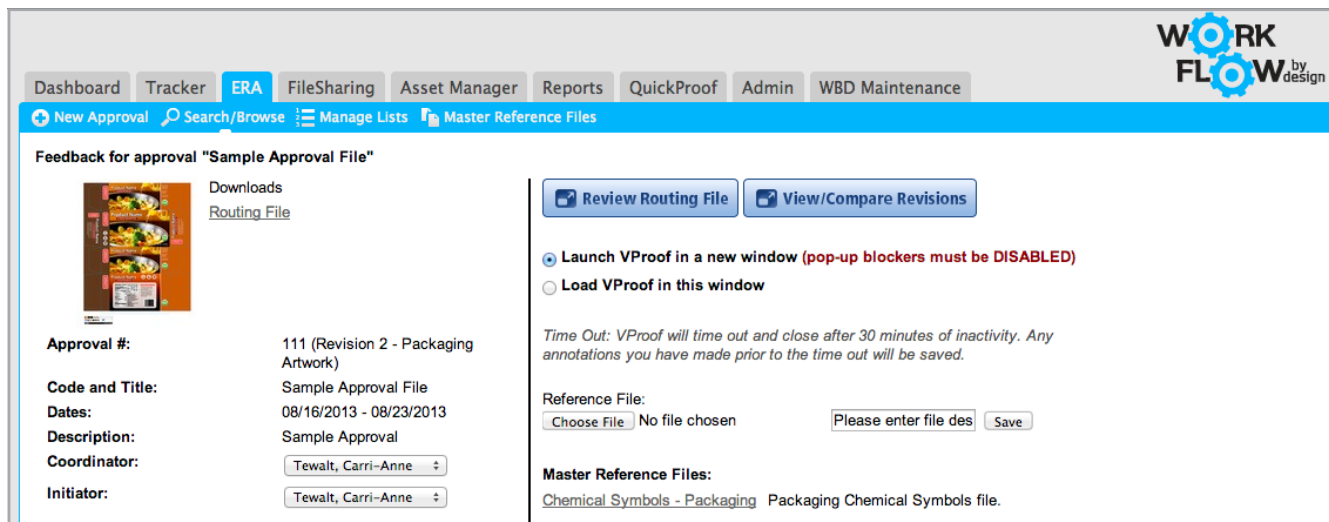 WORK
FLOW by design
Dashboard Tracker ERA FileSharing Asset Manager Reports QuickProof Admin WBD Maintenance
New Approval Search/Browse Manage Lists Master Reference Files
Feedback for approval "Sample Approval File"
Downloads
Routing File
Approval #: 111 (Revision 2 - Packaging
Artwork)
Code and Title: Sample Approval File
Dates: 08/16/2013 - 08/23/2013
Description: Sample Approval
Coordinator: Tewalt, Carri-Anne
Initiator: Tewalt, Carri-Anne
Review Routing File View/Compare Revisions
Launch VProof in a new window (pop-up blockers must be DISABLED)
Load VProof in this window
Time Out: VProof will time out and close after 30 minutes of inactivity. Any
annotations you have made prior to the time out will be saved.
Reference File:
Choose File No file chosen Please enter file des Save
Master Reference Files:
Chemical Symbols - Packaging Packaging Chemical Symbols file.